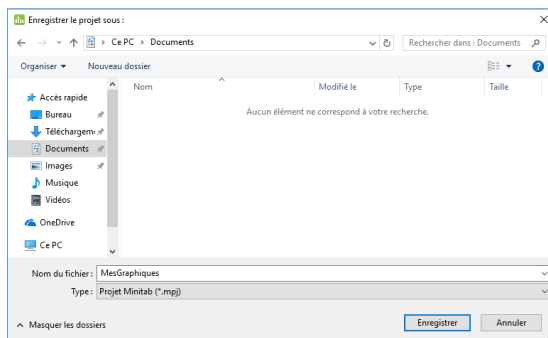 Enregistrer le projet sous :
Ce PC > Documents
Rechercher dans : Documents
Organiser Nouveau dossier
Nom Modifié le Type Taille
Aucun élément ne correspond à votre recherche.
Accès rapide
Bureau
Téléchargem
Documents
Images
Musique
Vidéos
OneDrive
Ce PC
Nom du fichier : MesGraphiques
Type : Projet Minitab (*.mpj)
Masquer les dossiers
Enregistrer Annuler